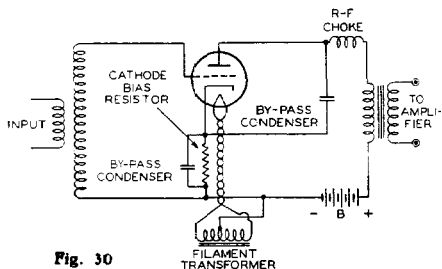 R-F
CHOKE
CATHODE
BIAS
RESISTOR
BY-PASS
CONDENSER
TO
AMPLI-
FIER
INPUT
BY-PASS
CONDENSER
- B +
Fig. 30
FILAMENT
TRANSFORMER